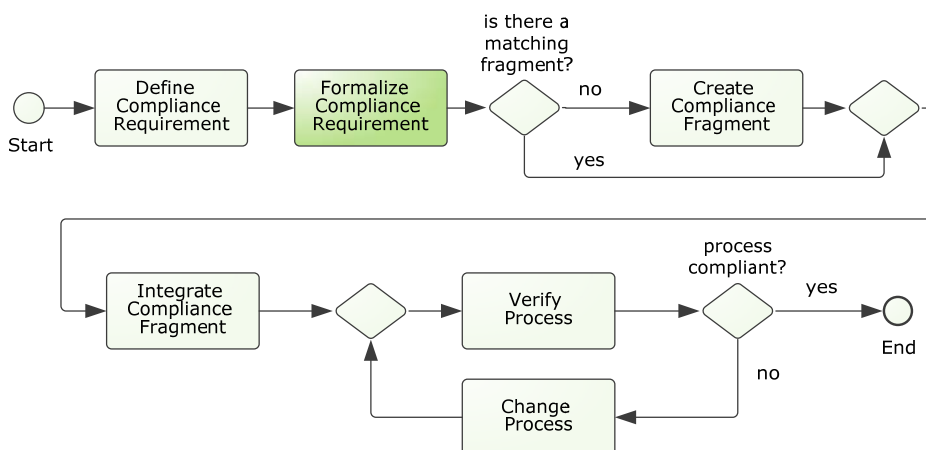 is there a
matching
fragment?
Start
Define
Compliance
Requirement
Formalize
Compliance
Requirement
no
yes
Create
Compliance
Fragment
Integrate
Compliance
Fragment
Verify
Process
process
compliant?
yes
End
no
Change
Process